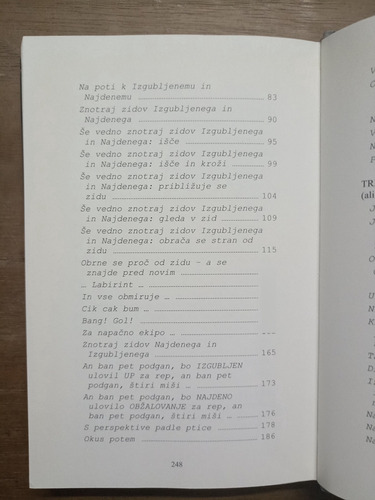 Na poti k Izgubljenemu in
Najdenemu 83
Znotraj zidov Izgubljenega in
Najdenega 90
Še vedno znotraj zidov Izgubljenega
in Najdenega: išče 95
Še vedno znotraj zidov Izgubljenega
in Najdenega: išče in kroži 99
Še vedno znotraj zidov Izgubljenega
in Najdenega: približuje se
zidu 104
Še vedno znotraj zidov Izgubljenega
in Najdenega: gleda v zid 109
Še vedno znotraj zidov Izgubljenega
in Najdenega: obrača se stran od
zidu 115
Obrne se proč od zidu – a se
znajde pred novim
… Labirint …
In vse obmiruje …
Cik cak bum …
Bang! Gol!
Za napačno ekipo … ---
Znotraj zidov Najdenega in
Izgubljenega 165
An ban pet podgan, bo IZGUBLJEN
ulovil UP za rep, an ban pet
podgan, štiri miši … 173
An ban pet podgan, bo NAJDENO
ulovilo OBŽALOVANJE za rep, an
ban pet podgan, štiri miši … 176
S perspektive padle ptice 178
Okus potem 186
248
TR
(ali